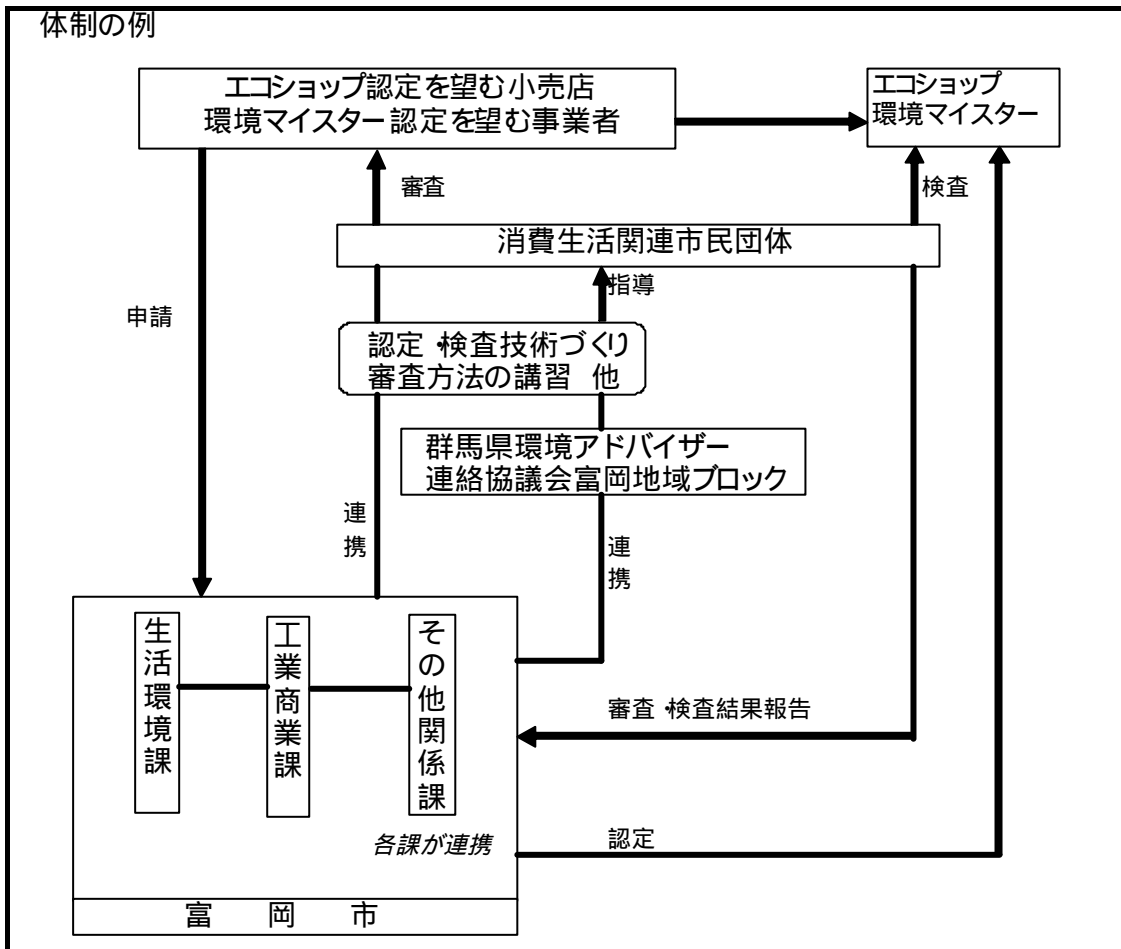 体制の例
エコショップ認定を望む小売店
環境マイスター認定を望む事業者
エコショップ
環境マイスター
審査
検査
消費生活関連市民団体
指導
申請
認定・検査技術づくり
審査方法の講習 他
群馬県環境アドバイザー
連絡協議会富岡地域ブロック
連携
連携
生活環境課
工業商業課
その他関係課
審査・検査結果報告
各課が連携
認定
富岡市